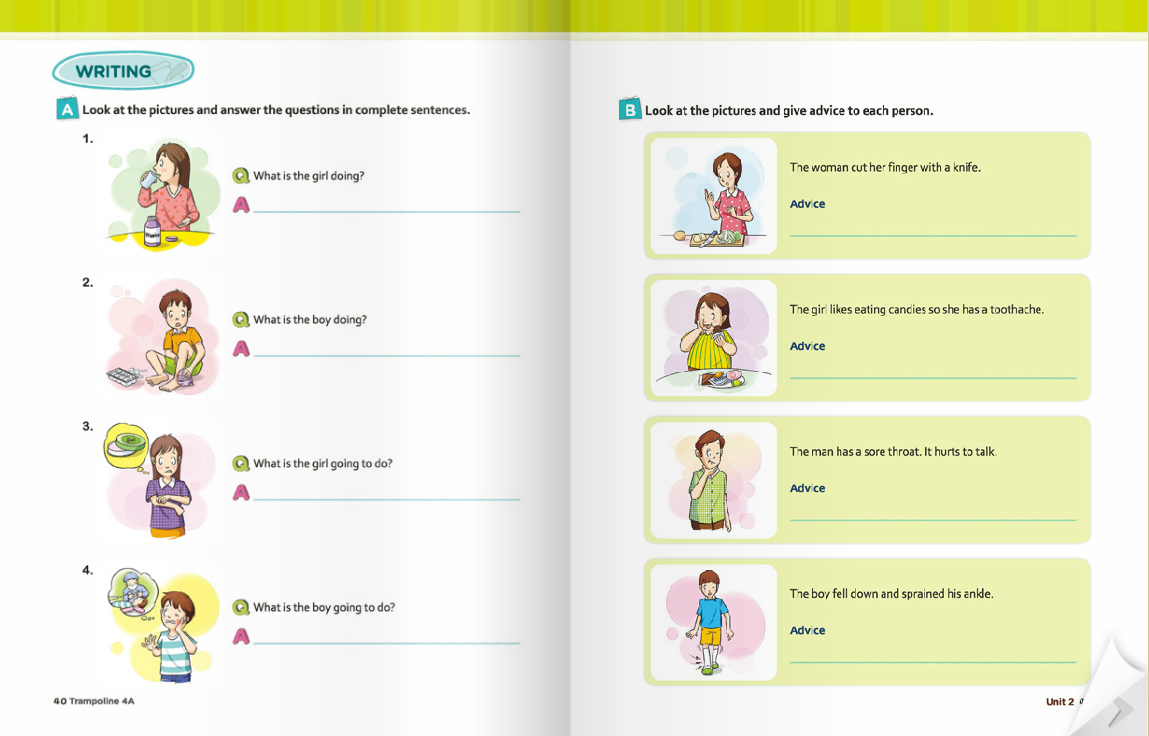 WRITING
A Look at the pictures and answer the questions in complete sentences.
1.
Q What is the girl doing?
A
2.
Q What is the boy doing?
A
3.
Q What is the girl going to do?
A
4.
Q What is the boy going to do?
A
40 Trampoline 4A
B Look at the pictures and give advice to each person.
The woman cut her finger with a knife.
Advice
The girl likes eating candies so she has a toothache.
Advice
The man has a sore throat. It hurts to talk.
Advice
The boy fell down and sprained his ankle.
Advice
Unit 2